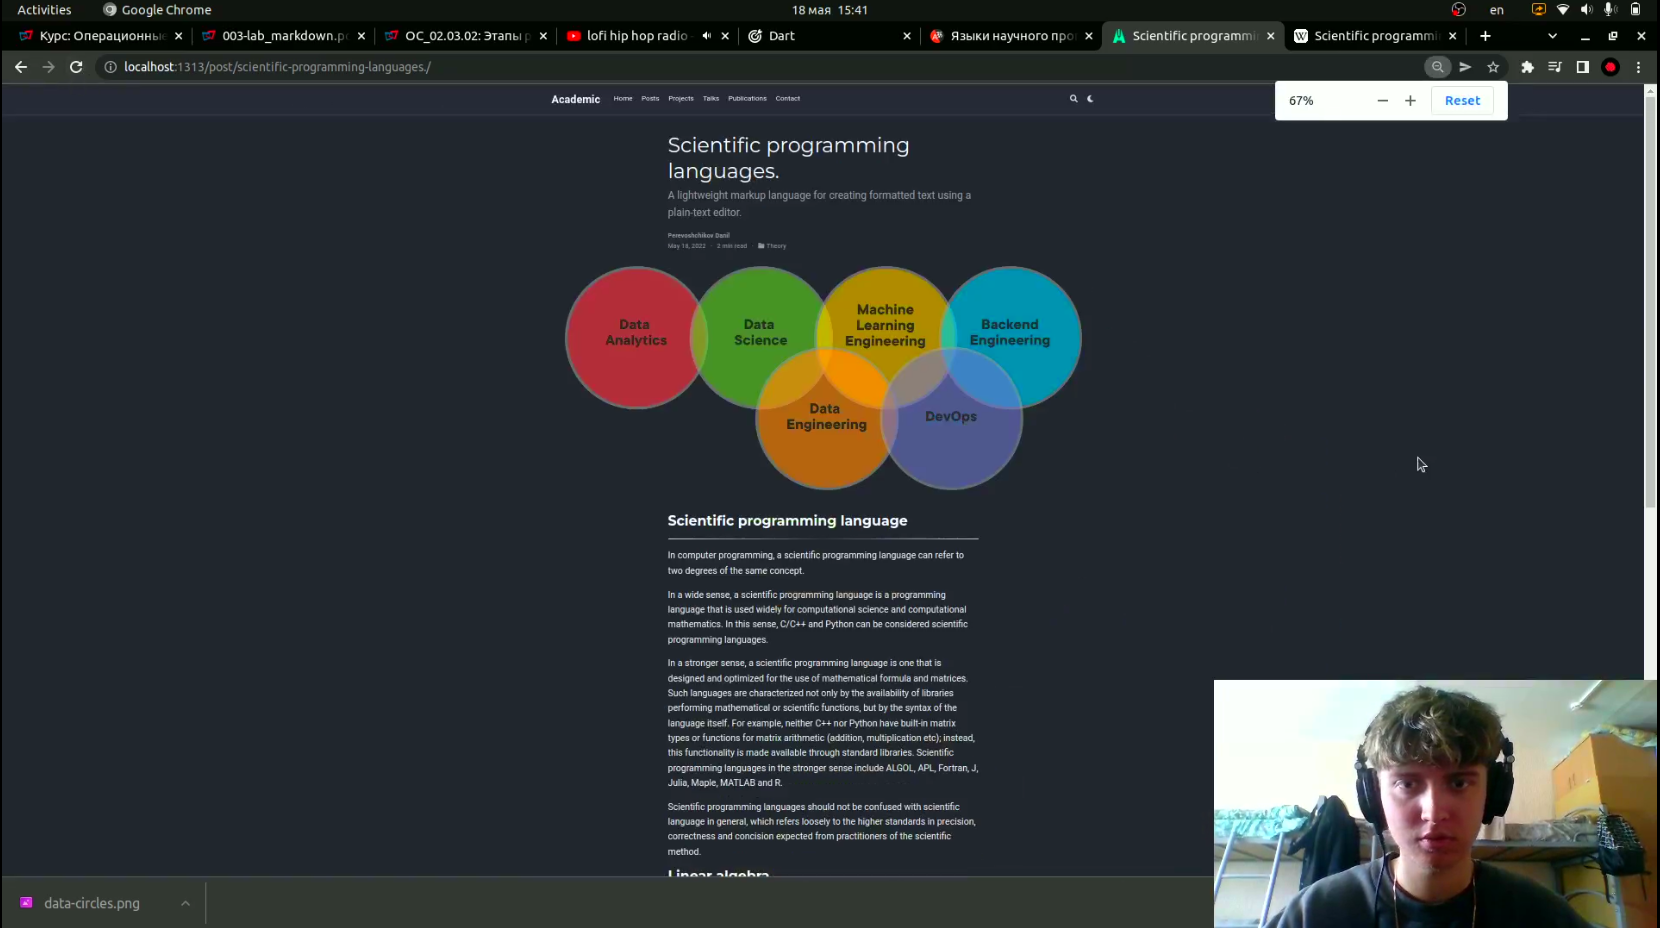 Activities Google Chrome 18 мая 15:41 en
Курс: Операционны 003-lab_markdown.p ОС_02.03.02: Этапы р lofi hip hop radio - Dart Языки научного про Scientific programmi Scientific programmi
localhost:1313/post/scientific-programming-languages./
Academic Home Posts Projects Talks Publications Contact
67% Reset
Scientific programming
languages.
A lightweight markup language for creating formatted text using a
plain-text editor.
Perevoshchikov Danil
May 16, 2022 · 2 min read · Theory
Data
Analytics
Data
Science
Machine
Learning
Engineering
Backend
Engineering
Data
Engineering
DevOps
Scientific programming language
In computer programming, a scientific programming language can refer to
two degrees of the same concept.
In a wide sense, a scientific programming language is a programming
language that is used widely for computational science and computational
mathematics. In this sense, C/C++ and Python can be considered scientific
programming languages.
In a stronger sense, a scientific programming language is one that is
designed and optimized for the use of mathematical formula and matrices.
Such languages are characterized not only by the availability of libraries
performing mathematical or scientific functions, but by the syntax of the
language itself. For example, neither C++ nor Python have built-in matrix
types or functions for matrix arithmetic (addition, multiplication etc); instead,
this functionality is made available through standard libraries. Scientific
programming languages in the stronger sense include ALGOL, APL, Fortran, J,
Julia, Maple, MATLAB and R.
Scientific programming languages should not be confused with scientific
language in general, which refers loosely to the higher standards in precision,
correctness and concision expected from practitioners of the scientific
method.
Linear algebra
data-circles.png